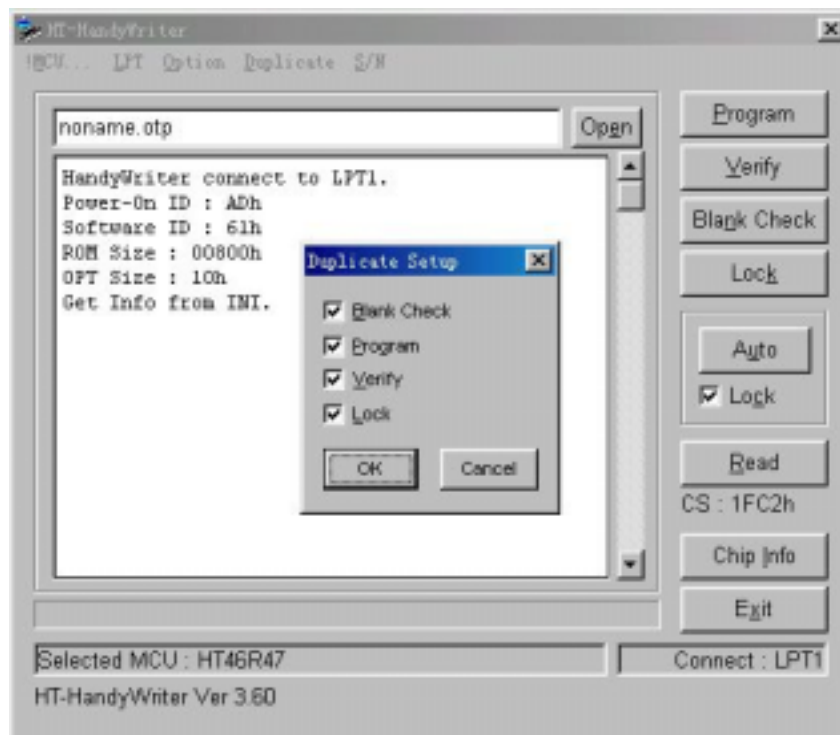 HT-HandyWriter
!MCU... LPT Option Duplicate S/N
noname.otp
Open
HandyWriter connect to LPT1.
Power-On ID : ADh
Software ID : 61h
ROM Size : 00800h
OPT Size : 10h
Get Info from INI.
Duplicate Setup
Blank Check
Program
Verify
Lock
OK
Cancel
Program
Verify
Blank Check
Lock
Auto
Lock
Read
CS : 1FC2h
Chip Info
Exit
Selected MCU : HT46R47
Connect : LPT1
HT-HandyWriter Ver 3.60